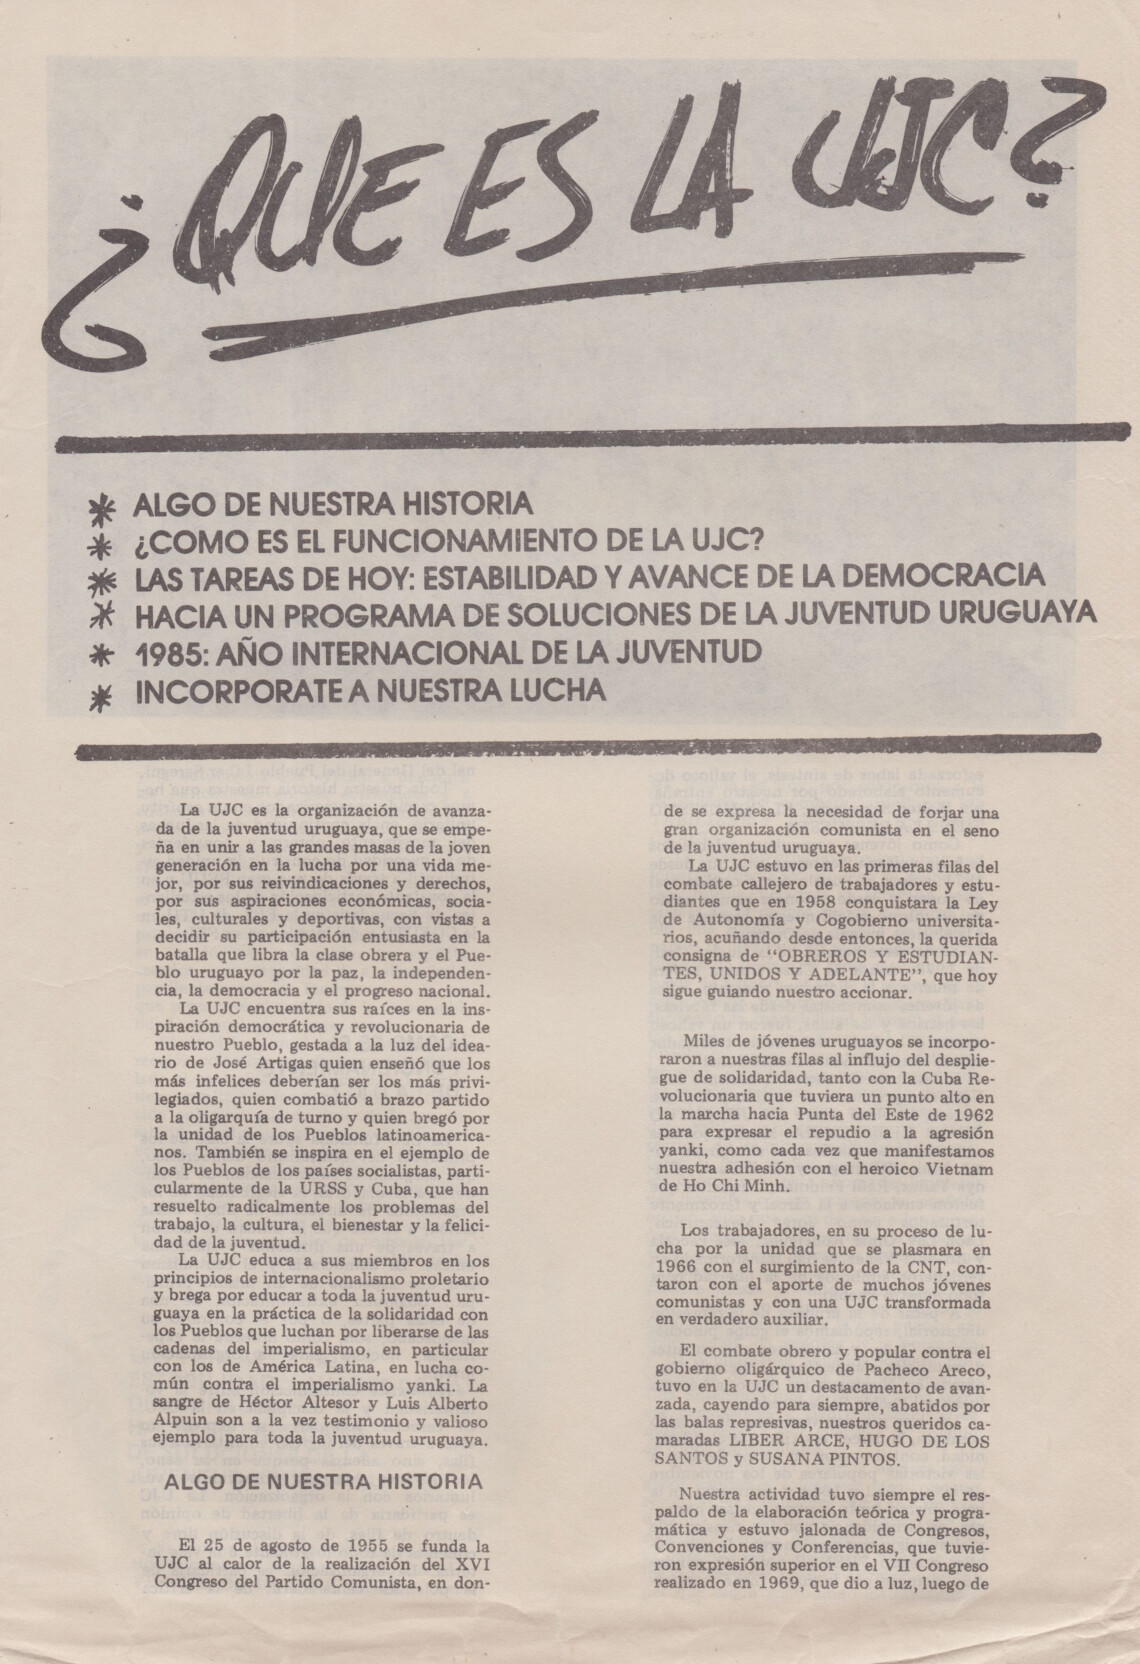 ¿QUE ES LA UJC?
* ALGO DE NUESTRA HISTORIA
* ¿COMO ES EL FUNCIONAMIENTO DE LA UJC?
* LAS TAREAS DE HOY: ESTABILIDAD Y AVANCE DE LA DEMOCRACIA
* HACIA UN PROGRAMA DE SOLUCIONES DE LA JUVENTUD URUGUAYA
* 1985: AÑO INTERNACIONAL DE LA JUVENTUD
* INCORPORATE A NUESTRA LUCHA
La UJC es la organización de avanza-
da de la juventud uruguaya, que se empe-
ña en unir a las grandes masas de la joven
generación en la lucha por una vida me-
jor, por sus reivindicaciones y derechos,
por sus aspiraciones económicas, socia-
les, culturales y deportivas, con vistas a
decidir su participación entusiasta en la
batalla que libra la clase obrera y el Pue-
blo uruguayo por la paz, la independen-
cia, la democracia y el progreso nacional.
La UJC encuentra sus raíces en la ins-
piración democrática y revolucionaria de
nuestro Pueblo, gestada a la luz del idea-
rio de José Artigas quien enseñó que los
más infelices deberían ser los más privi-
legiados, quien combatió a brazo partido
a la oligarquía de turno y quien bregó por
la unidad de los Pueblos latinoamerica-
nos. También se inspira en el ejemplo de
los Pueblos de los países socialistas, parti-
cularmente de la URSS y Cuba, que han
resuelto radicalmente los problemas del
trabajo, la cultura, el bienestar y la felici-
dad de la juventud.
La UJC educa a sus miembros en los
principios de internacionalismo proletario
y brega por educar a toda la juventud uru-
guaya en la práctica de la solidaridad con
los Pueblos que luchan por liberarse de las
cadenas del imperialismo, en particular
con los de América Latina, en lucha co-
mún contra el imperialismo yanki. La
sangre de Héctor Altesor y Luis Alberto
Alpuin son a la vez testimonio y valioso
ejemplo para toda la juventud uruguaya.
ALGO DE NUESTRA HISTORIA
El 25 de agosto de 1955 se funda la
UJC al calor de la realización del XVI
Congreso del Partido Comunista, en don-
de se expresa la necesidad de forjar una
gran organización comunista en el seno
de la juventud uruguaya.
La UJC estuvo en las primeras filas del
combate callejero de trabajadores y estu-
diantes que en 1958 conquistara la Ley
de Autonomía y Cogobierno universita-
rios, acuñando desde entonces, la querida
consigna de “OBREROS Y ESTUDIAN-
TES, UNIDOS Y ADELANTE”, que hoy
sigue guiando nuestro accionar.
Miles de jóvenes uruguayos se incorpo-
raron a nuestras filas al influjo del desplie-
gue de solidaridad, tanto con la Cuba Re-
volucionaria que tuviera un punto alto en
la marcha hacia Punta del Este de 1962
para expresar el repudio a la agresión
yanki, como cada vez que manifestamos
nuestra adhesión con el heroico Vietnam
de Ho Chi Minh.
Los trabajadores, en su proceso de lu-
cha por la unidad que se plasmara en
1966 con el surgimiento de la CNT, con-
taron con el aporte de muchos jóvenes
comunistas y con una UJC transformada
en verdadero auxiliar.
El combate obrero y popular contra el
gobierno oligárquico de Pacheco Areco,
tuvo en la UJC un destacamento de avan-
zada, cayendo para siempre, abatidos por
las balas represivas, nuestros queridos ca-
maradas LIBER ARCE, HUGO DE LOS
SANTOS y SUSANA PINTOS.
Nuestra actividad tuvo siempre el res-
paldo de la elaboración teórica y progra-
mática y estuvo jalonada de Congresos,
Convenciones y Conferencias, que tuvie-
ron expresión superior en el VII Congreso
realizado en 1969, que dio a luz, luego de